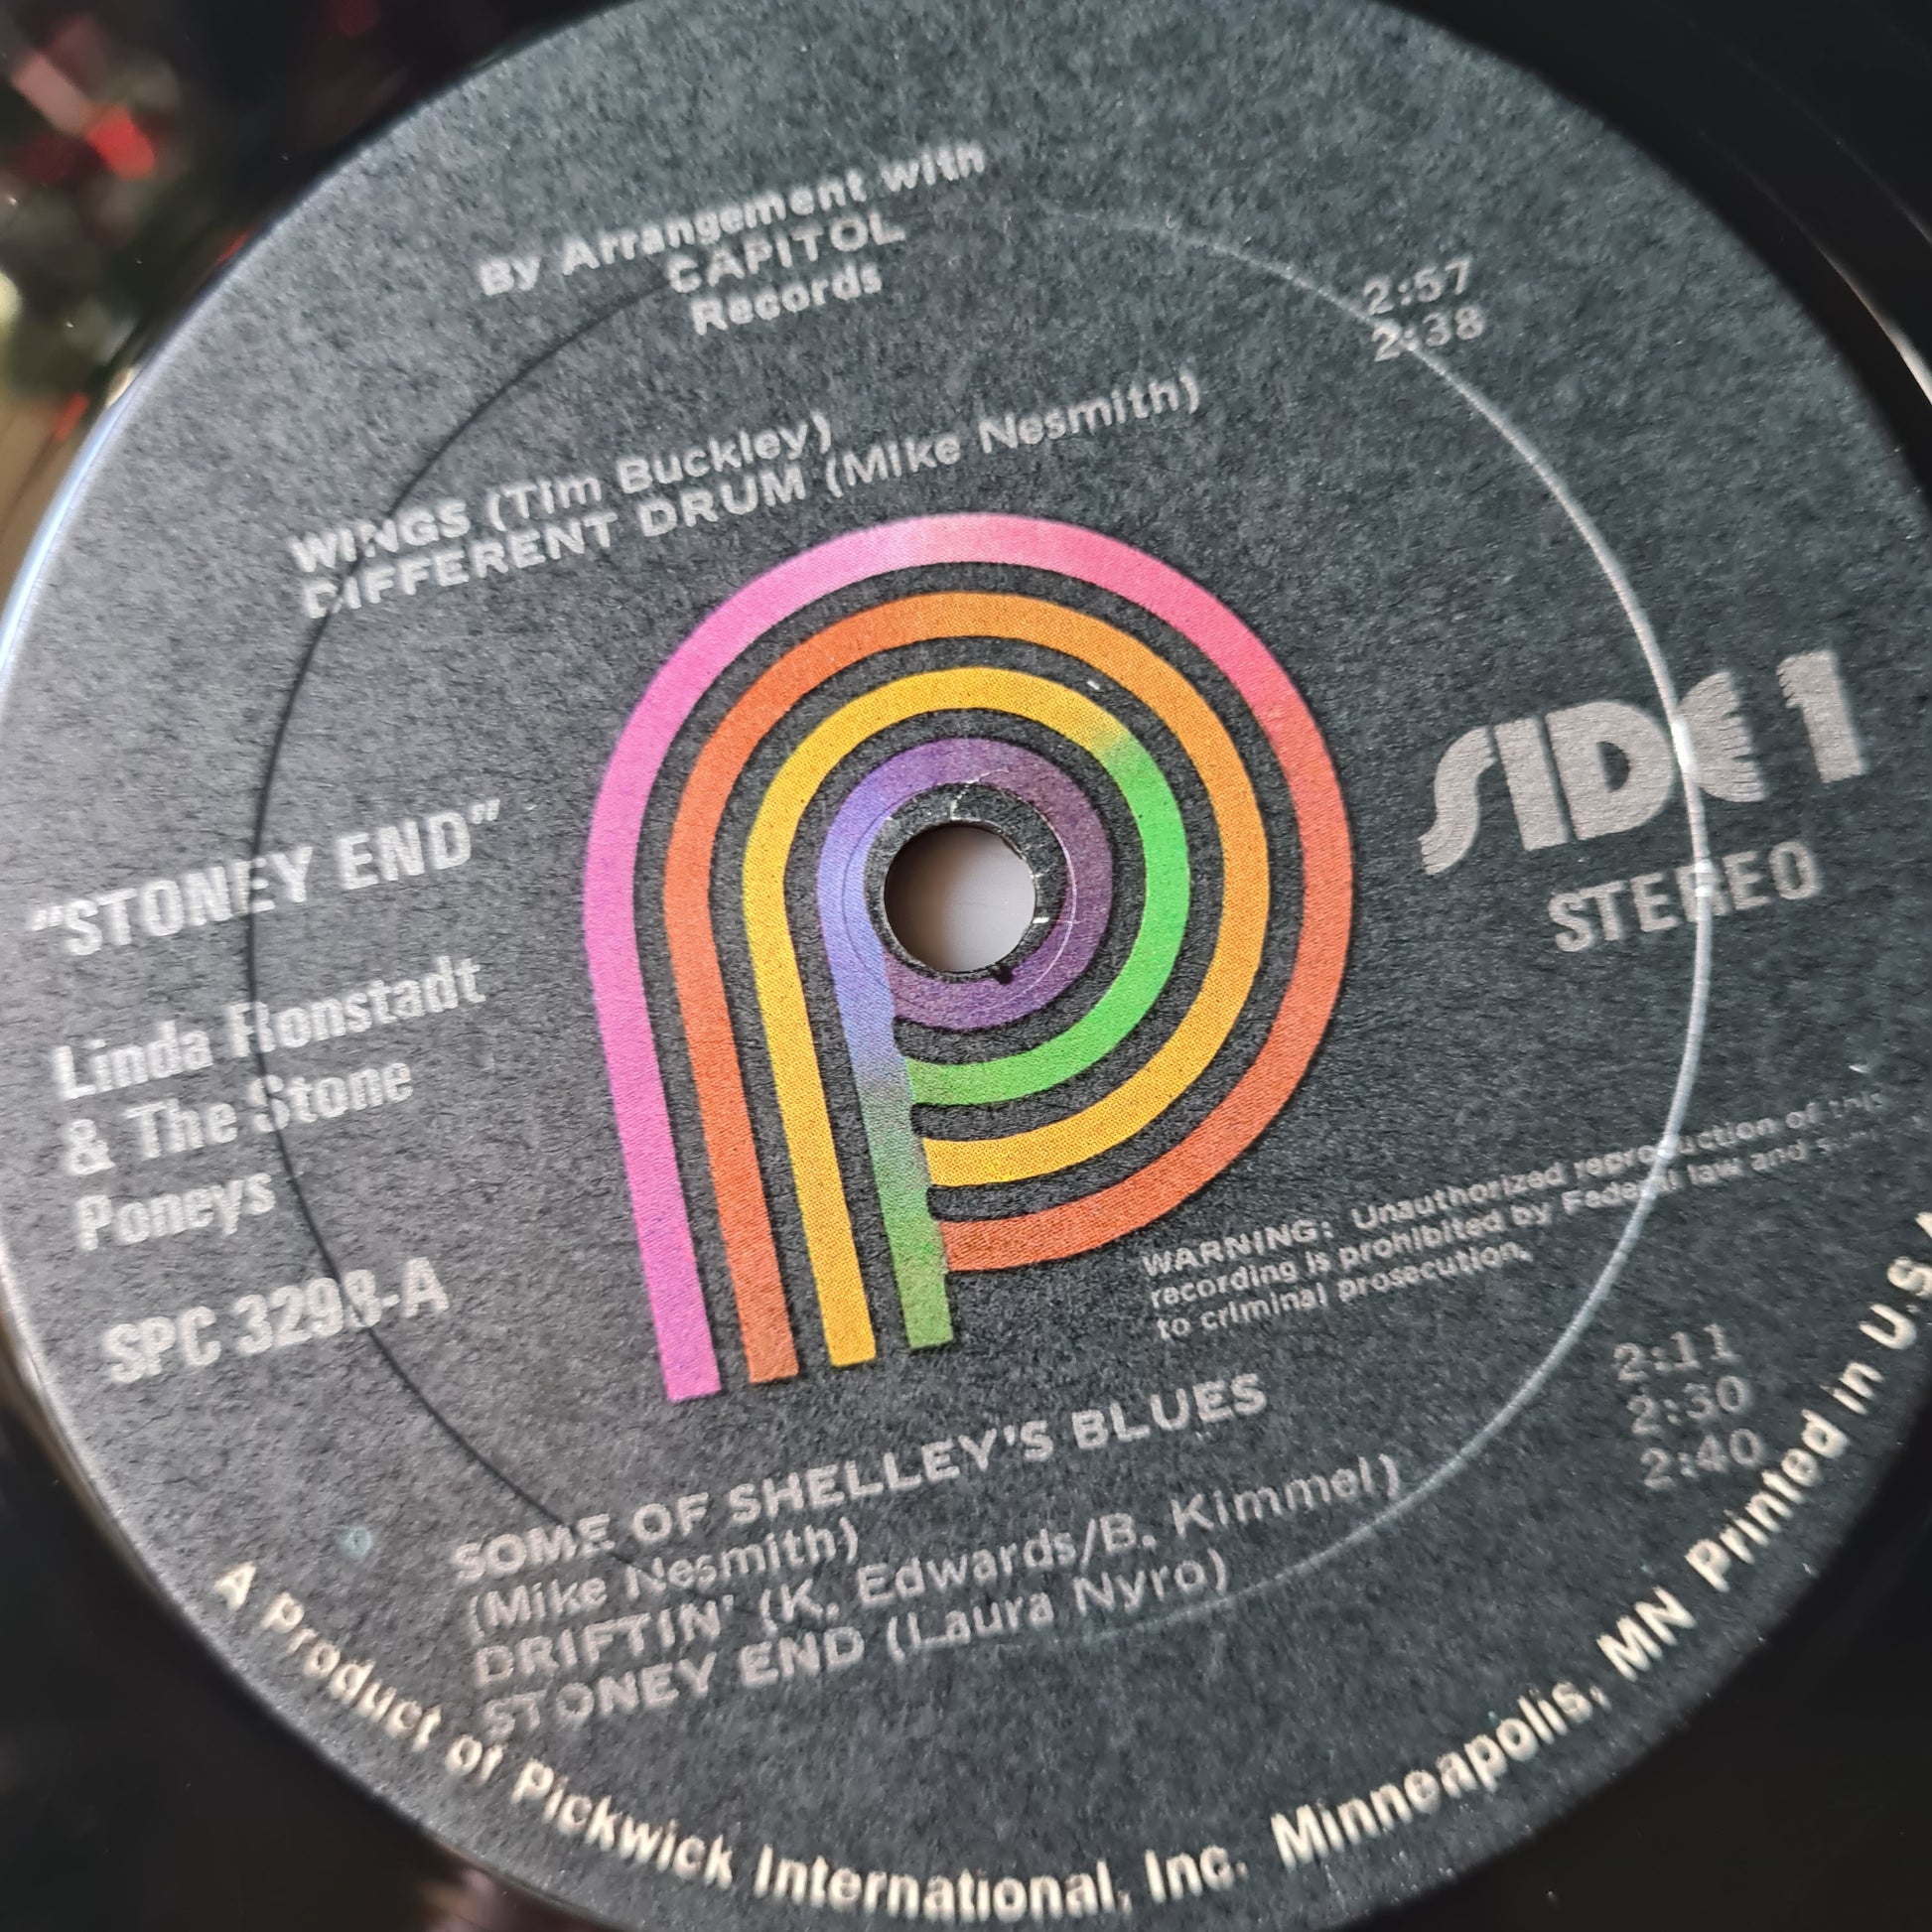 By Arrangement with
CAPITOL
Records
WINGS (Tim Buckley) 2:57
DIFFERENT DRUM (Mike Nesmith) 2:38
"STONEY END"
Linda Ronstadt
& The Stone
Poneys
SPC 3298-A
SIDE 1
STEREO
WARNING: Unauthorized reproduction of this
recording is prohibited by Federal law and
to criminal prosecution.
SOME OF SHELLEY'S BLUES 2:11
(Mike Nesmith)
DRIFTIN' (K. Edwards/B. Kimmel) 2:30
STONEY END (Laura Nyro) 2:40
A Product of Pickwick International, Inc. Minneapolis, MN Printed in U.S.